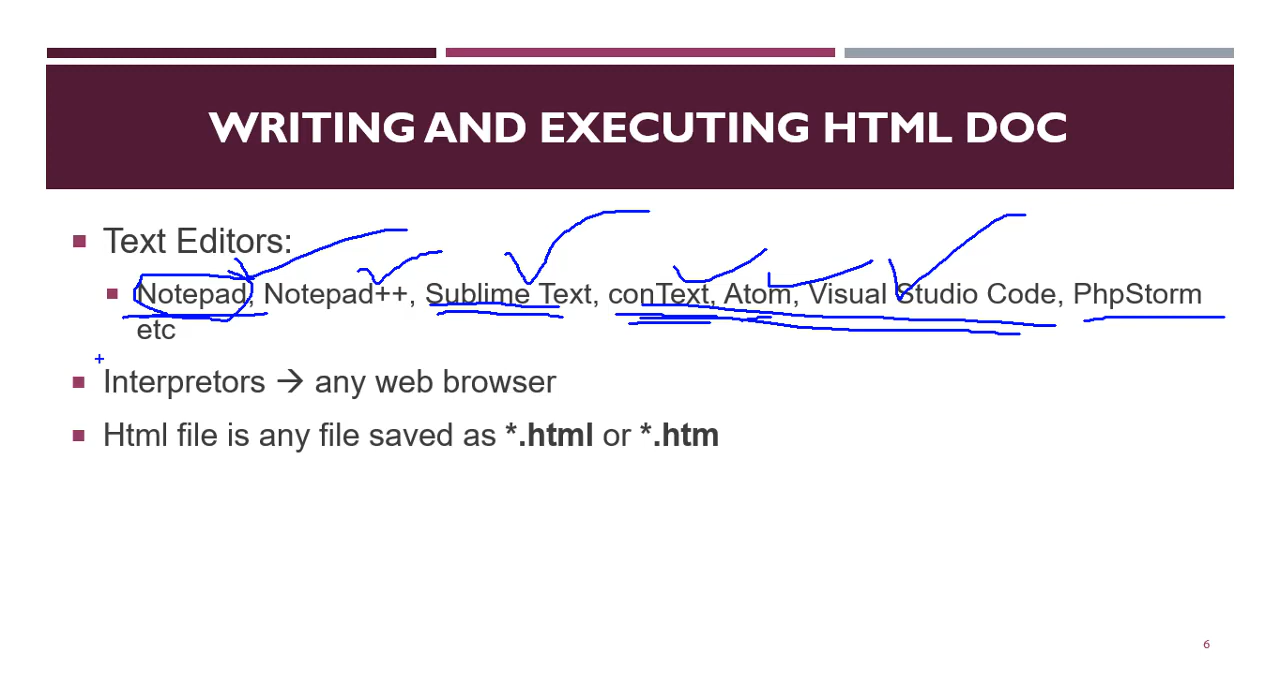 WRITING AND EXECUTING HTML DOC
Text Editors:
Notepad, Notepad++, Sublime Text, conText, Atom, Visual Studio Code, PhpStorm
etc
Interpretors → any web browser
Html file is any file saved as *.html or *.htm
6